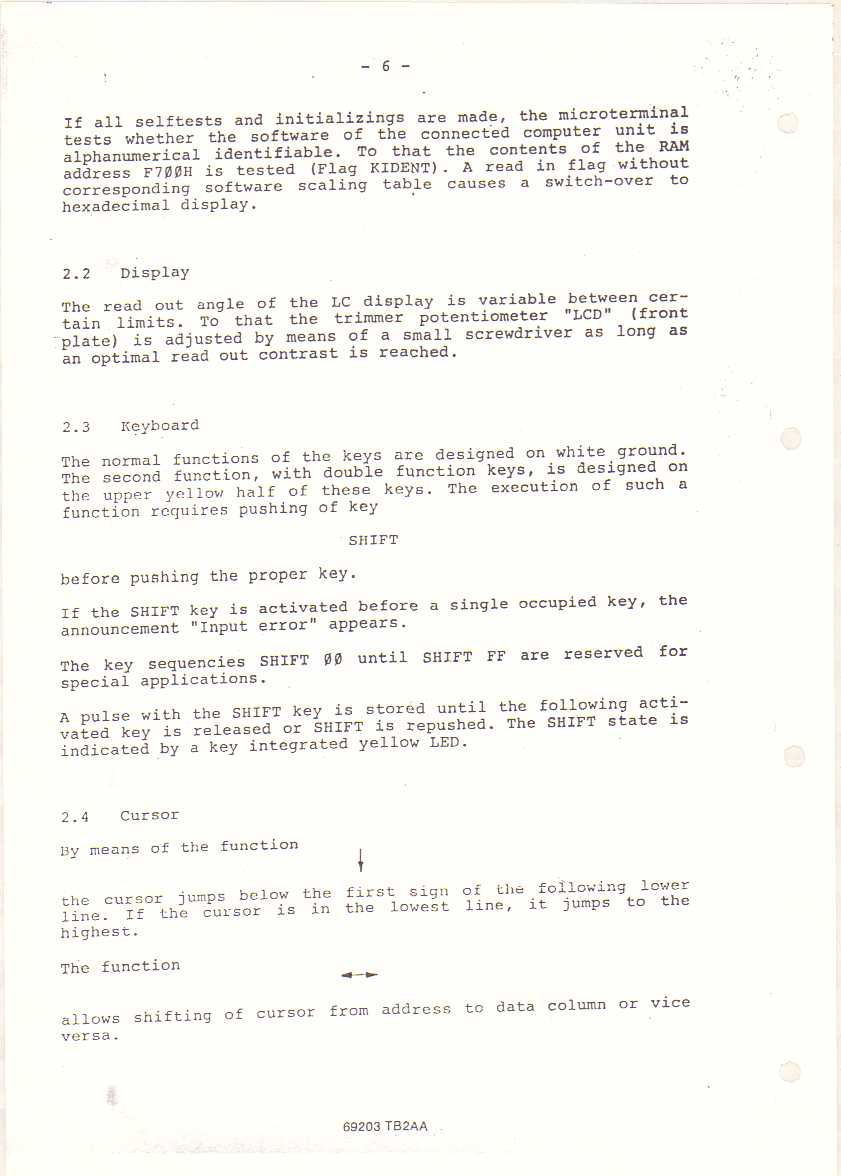 - 6 -
If all selftests and initializings are made, the microterminal
tests whether the software of the connected computer unit is
alphanumerical identifiable. To that the contents of the RAM
address F7ØØH is tested (Flag KIDENT). A read in flag without
corresponding software scaling table causes a switch-over to
hexadecimal display.
2.2 Display
The read out angle of the LC display is variable between cer-
tain limits. To that the trimmer potentiometer "LCD" (front
plate) is adjusted by means of a small screwdriver as long as
an optimal read out contrast is reached.
2.3 Keyboard
The normal functions of the keys are designed on white ground.
The second function, with double function keys, is designed on
the upper yellow half of these keys. The execution of such a
function requires pushing of key
SHIFT
before pushing the proper key.
If the SHIFT key is activated before a single occupied key, the
announcement "Input error" appears.
The key sequencies SHIFT ØØ until SHIFT FF are reserved for
special applications.
A pulse with the SHIFT key is stored until the following acti-
vated key is released or SHIFT is repushed. The SHIFT state is
indicated by a key integrated yellow LED.
2.4 Cursor
By means of the function
the cursor jumps below the first sign of the following lower
line. If the cursor is in the lowest line, it jumps to the
highest.
The function
allows shifting of cursor from address to data column or vice
versa.
69203 TB2AA